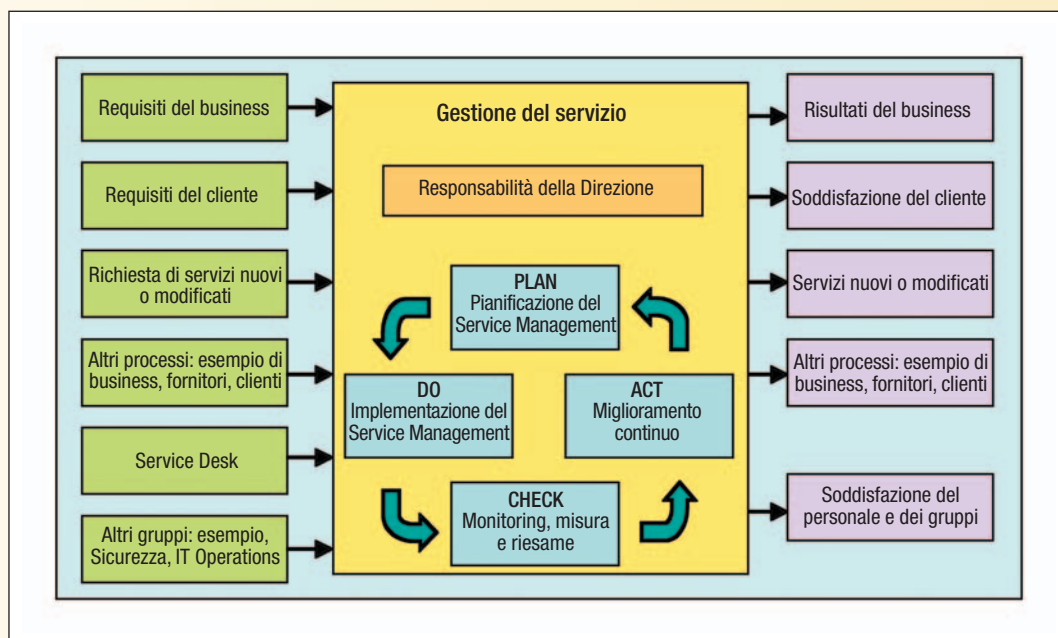 Requisiti del business
Requisiti del cliente
Richiesta di servizi nuovi
o modificati
Altri processi: esempio di
business, fornitori, clienti
Service Desk
Altri gruppi: esempio,
Sicurezza, IT Operations
Gestione del servizio
Responsabilità della Direzione
PLAN
Pianificazione del
Service Management
DO
Implementazione del
Service Management
ACT
Miglioramento
continuo
CHECK
Monitoring, misura
e riesame
Risultati del business
Soddisfazione del cliente
Servizi nuovi o modificati
Altri processi: esempio di
business, fornitori, clienti
Soddisfazione del
personale e dei gruppi